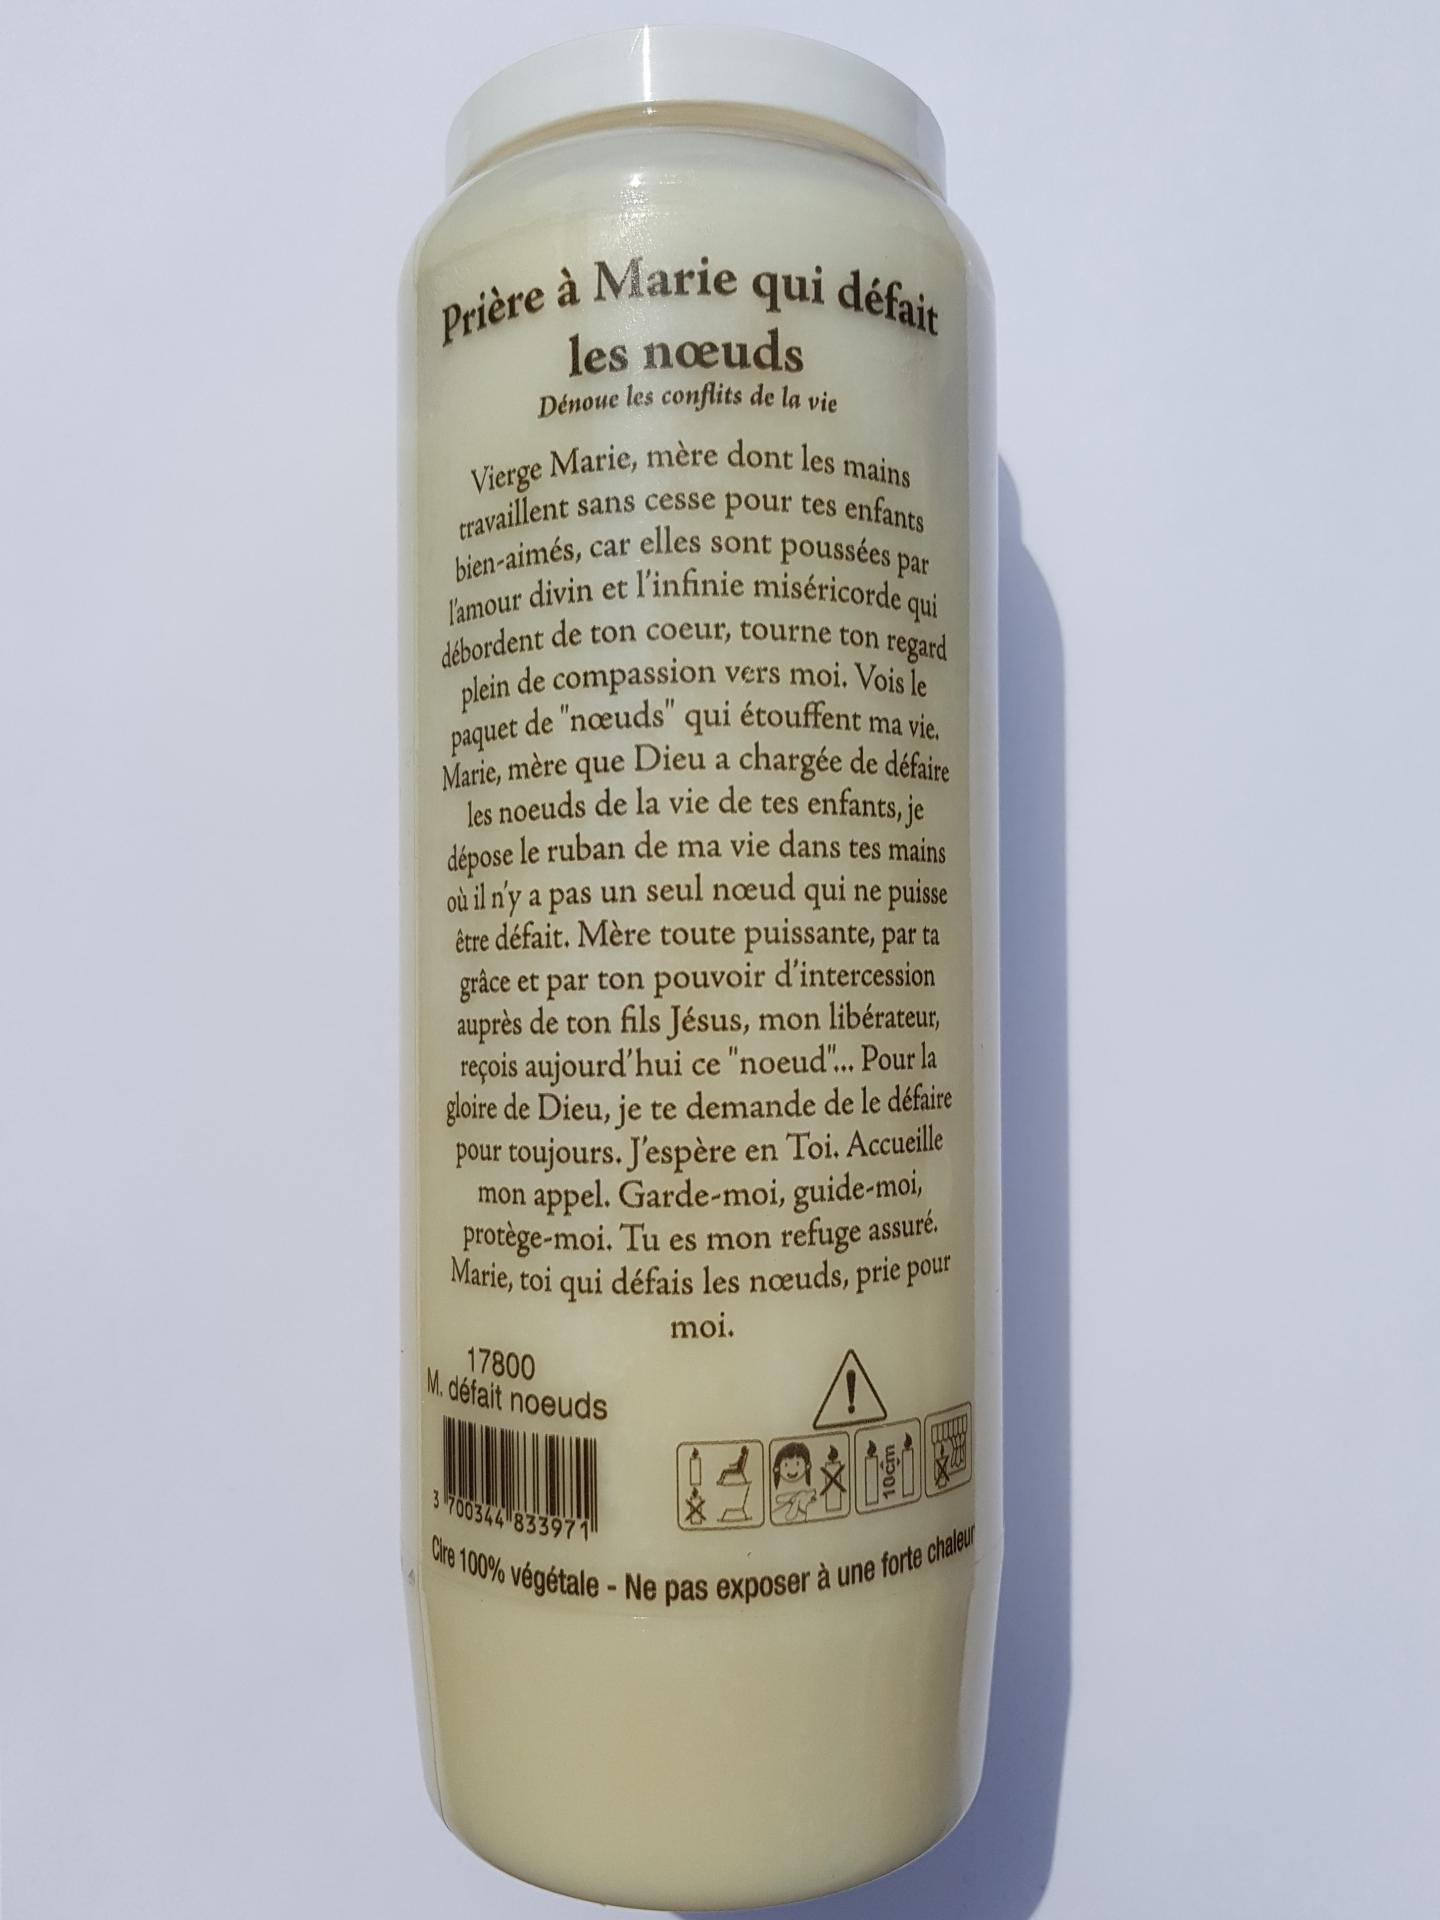 Prière à Marie qui défait
les nœuds
Dénoue les conflits de la vie
Vierge Marie, mère dont les mains
travaillent sans cesse pour tes enfants
bien-aimés, car elles sont poussées par
l'amour divin et l'infinie miséricorde qui
débordent de ton coeur, tourne ton regard
plein de compassion vers moi. Vois le
paquet de "nœuds" qui étouffent ma vie.
Marie, mère que Dieu a chargée de défaire
les noeuds de la vie de tes enfants, je
dépose le ruban de ma vie dans tes mains
où il n'y a pas un seul nœud qui ne puisse
être défait. Mère toute puissante, par ta
grâce et par ton pouvoir d'intercession
auprès de ton fils Jésus, mon libérateur,
reçois aujourd'hui ce "noeud"... Pour la
gloire de Dieu, je te demande de le défaire
pour toujours. J'espère en Toi. Accueille
mon appel. Garde-moi, guide-moi,
protège-moi. Tu es mon refuge assuré.
Marie, toi qui défais les nœuds, prie pour
moi.
17800
M. défait noeuds
!
10cm
3 700344 833971
Cire 100% végétale - Ne pas exposer à une forte chaleur